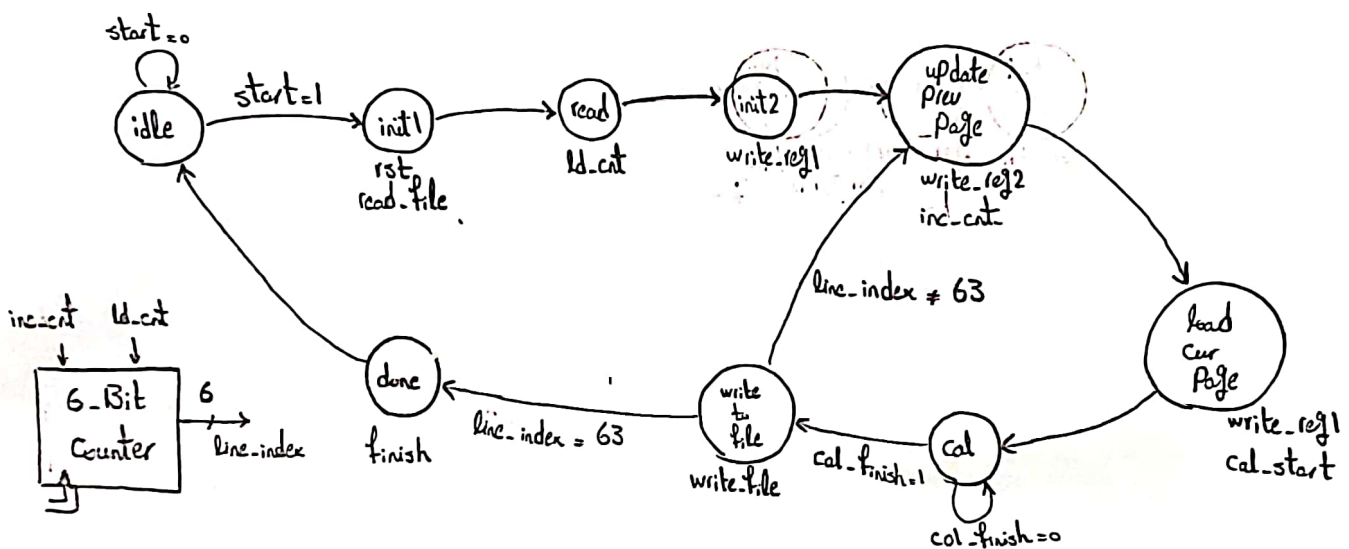 start=0
idle
start=1
init1
rst
read_file
read
ld_cnt
init2
write_reg1
update
prev
_page
write_reg2
inc_cnt
load
cur
page
write_reg1
cal_start
cal
cal_finish=0
cal_finish=1
write
to
file
write_file
line_index ≠ 63
line_index = 63
done
finish
inc_cnt
ld_cnt
6_Bit
Counter
6
line_index